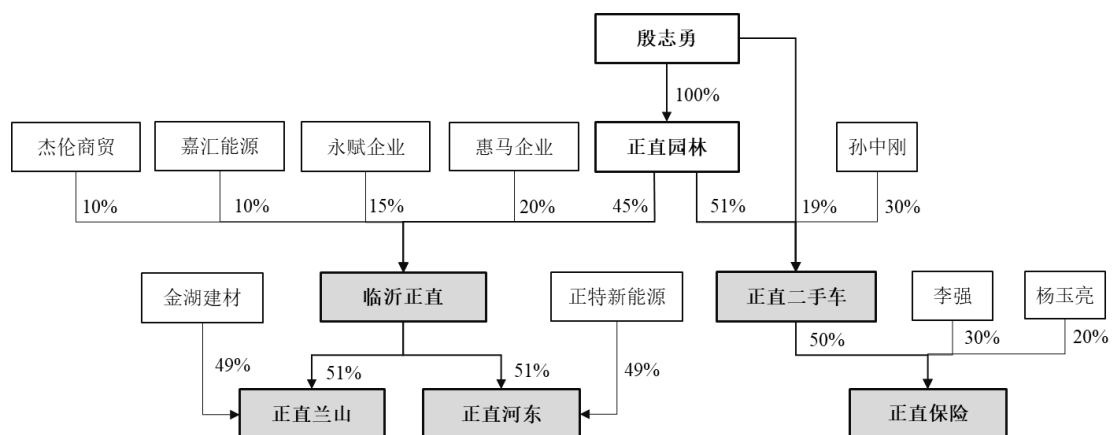 殷志勇
100%
杰伦商贸
嘉汇能源
永赋企业
惠马企业
正直园林
孙中刚
10%
10%
15%
20%
45%
51%
19%
30%
金湖建材
临沂正直
正特新能源
正直二手车
李强
杨玉亮
49%
51%
51%
49%
50%
30%
20%
正直兰山
正直河东
正直保险